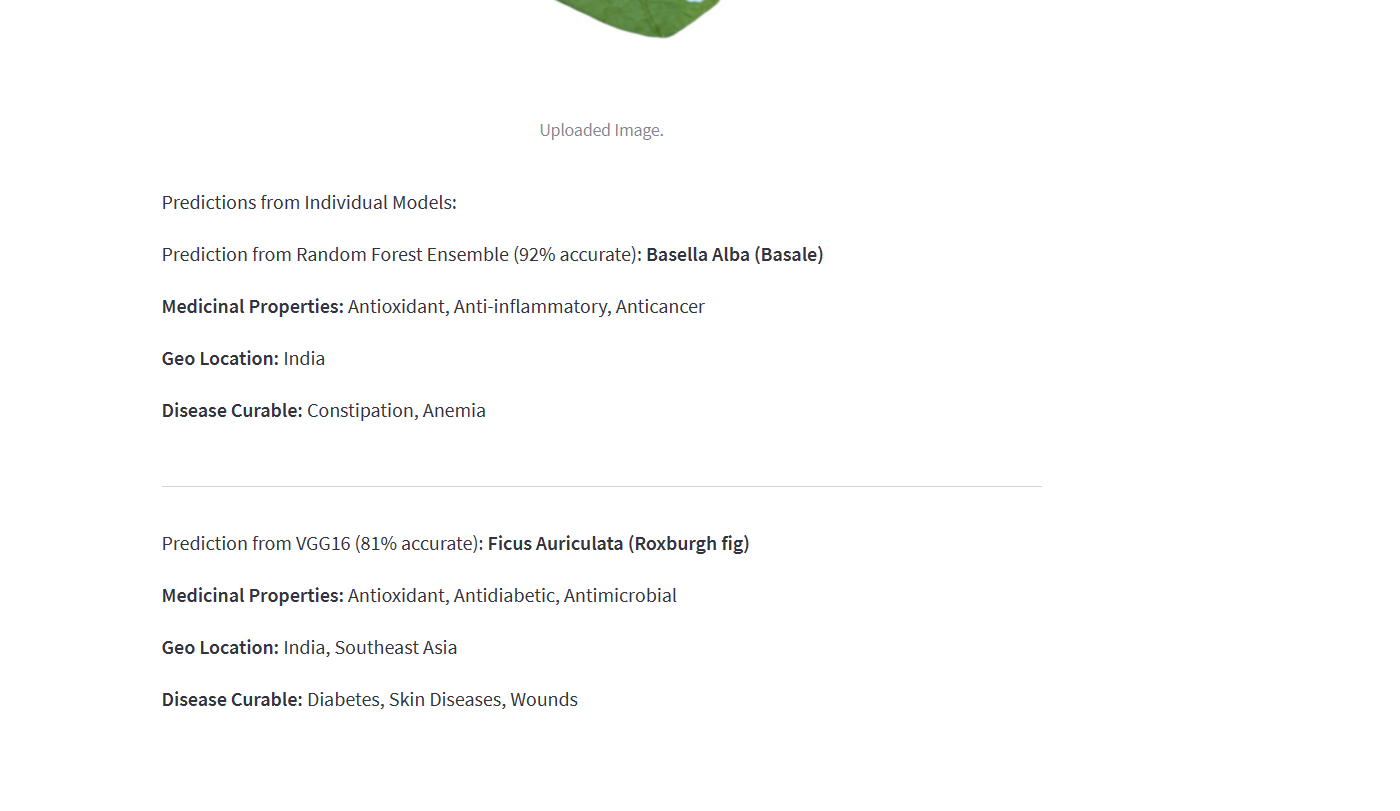 Uploaded Image.
Predictions from Individual Models:
Prediction from Random Forest Ensemble (92% accurate): Basella Alba (Basale)
Medicinal Properties: Antioxidant, Anti-inflammatory, Anticancer
Geo Location: India
Disease Curable: Constipation, Anemia
Prediction from VGG16 (81% accurate): Ficus Auriculata (Roxburgh fig)
Medicinal Properties: Antioxidant, Antidiabetic, Antimicrobial
Geo Location: India, Southeast Asia
Disease Curable: Diabetes, Skin Diseases, Wounds